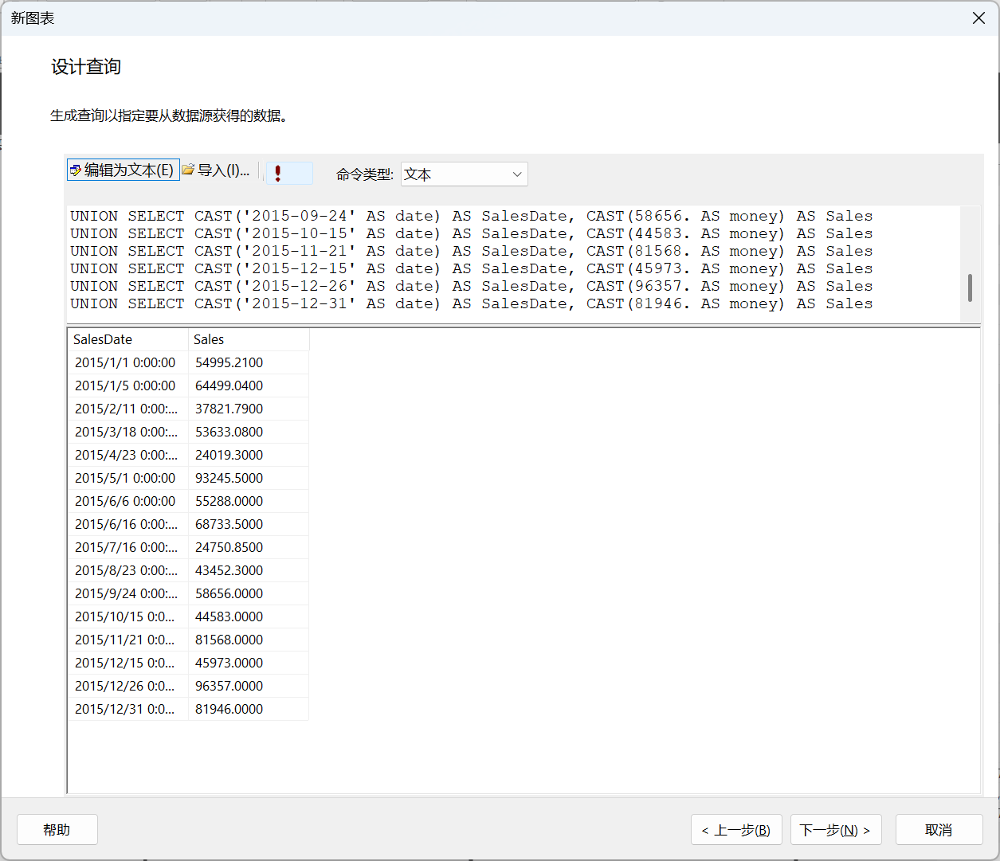 新图表
设计查询
生成查询以指定要从数据源获得的数据。
编辑为文本(E) 导入(I)... 命令类型: 文本
UNION SELECT CAST('2015-09-24' AS date) AS SalesDate, CAST(58656. AS money) AS Sales
UNION SELECT CAST('2015-10-15' AS date) AS SalesDate, CAST(44583. AS money) AS Sales
UNION SELECT CAST('2015-11-21' AS date) AS SalesDate, CAST(81568. AS money) AS Sales
UNION SELECT CAST('2015-12-15' AS date) AS SalesDate, CAST(45973. AS money) AS Sales
UNION SELECT CAST('2015-12-26' AS date) AS SalesDate, CAST(96357. AS money) AS Sales
UNION SELECT CAST('2015-12-31' AS date) AS SalesDate, CAST(81946. AS money) AS Sales
SalesDate Sales
2015/1/1 0:00:00 54995.2100
2015/1/5 0:00:00 64499.0400
2015/2/11 0:00:... 37821.7900
2015/3/18 0:00:... 53633.0800
2015/4/23 0:00:... 24019.3000
2015/5/1 0:00:00 93245.5000
2015/6/6 0:00:00 55288.0000
2015/6/16 0:00:... 68733.5000
2015/7/16 0:00:... 24750.8500
2015/8/23 0:00:... 43452.3000
2015/9/24 0:00:... 58656.0000
2015/10/15 0:0... 44583.0000
2015/11/21 0:0... 81568.0000
2015/12/15 0:0... 45973.0000
2015/12/26 0:0... 96357.0000
2015/12/31 0:0... 81946.0000
帮助 < 上一步(B) 下一步(N) > 取消